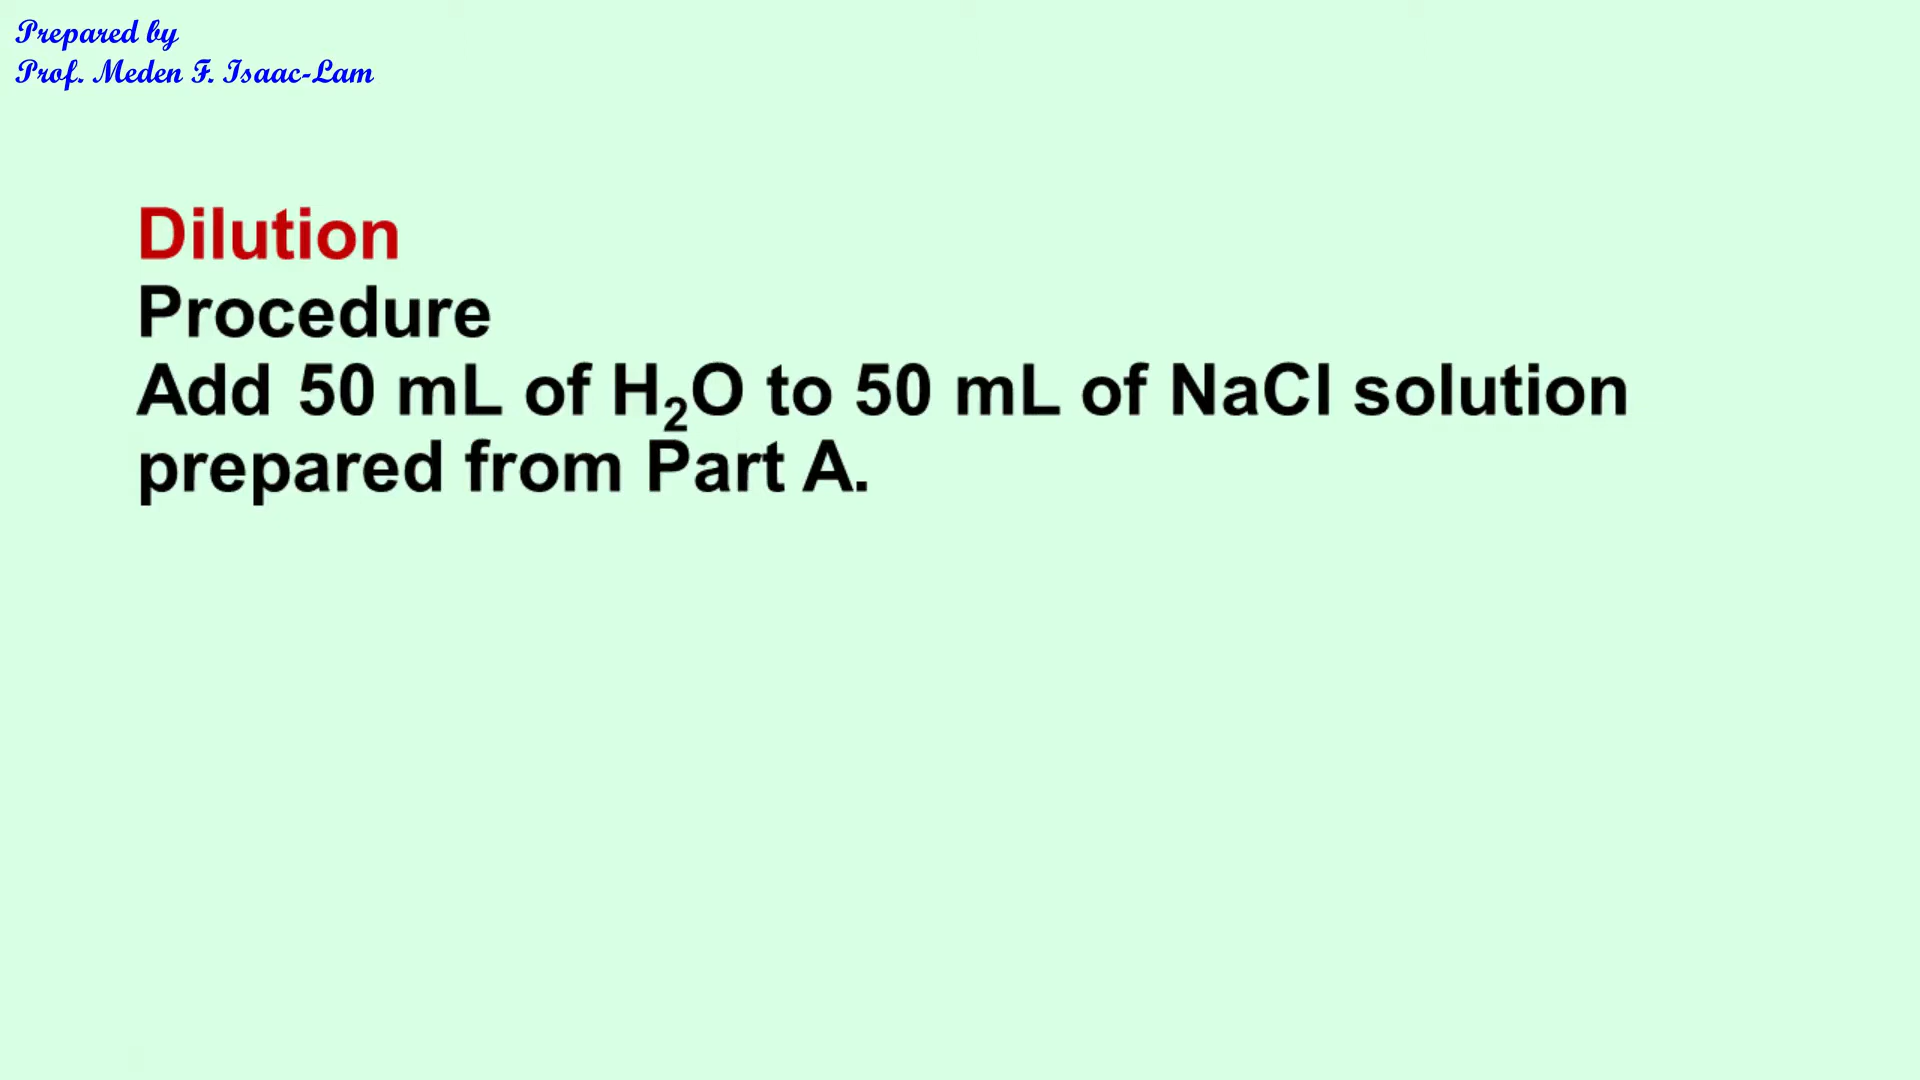 Prepared by
Prof. Meden F. Isaac-Lam
Dilution
Procedure
Add 50 mL of H₂O to 50 mL of NaCl solution
prepared from Part A.